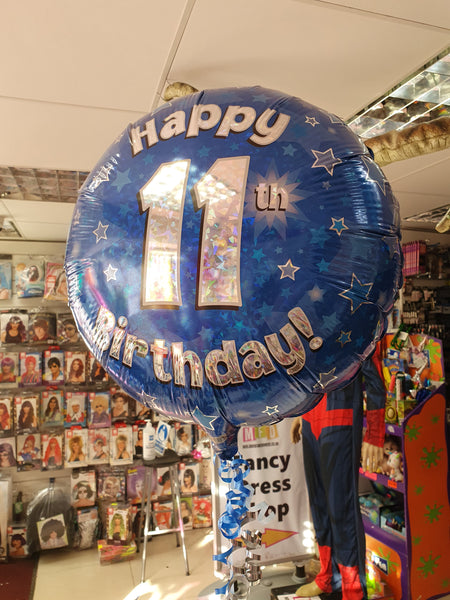 Happy
11th
Birthday!
Fancy
Dress
Shop